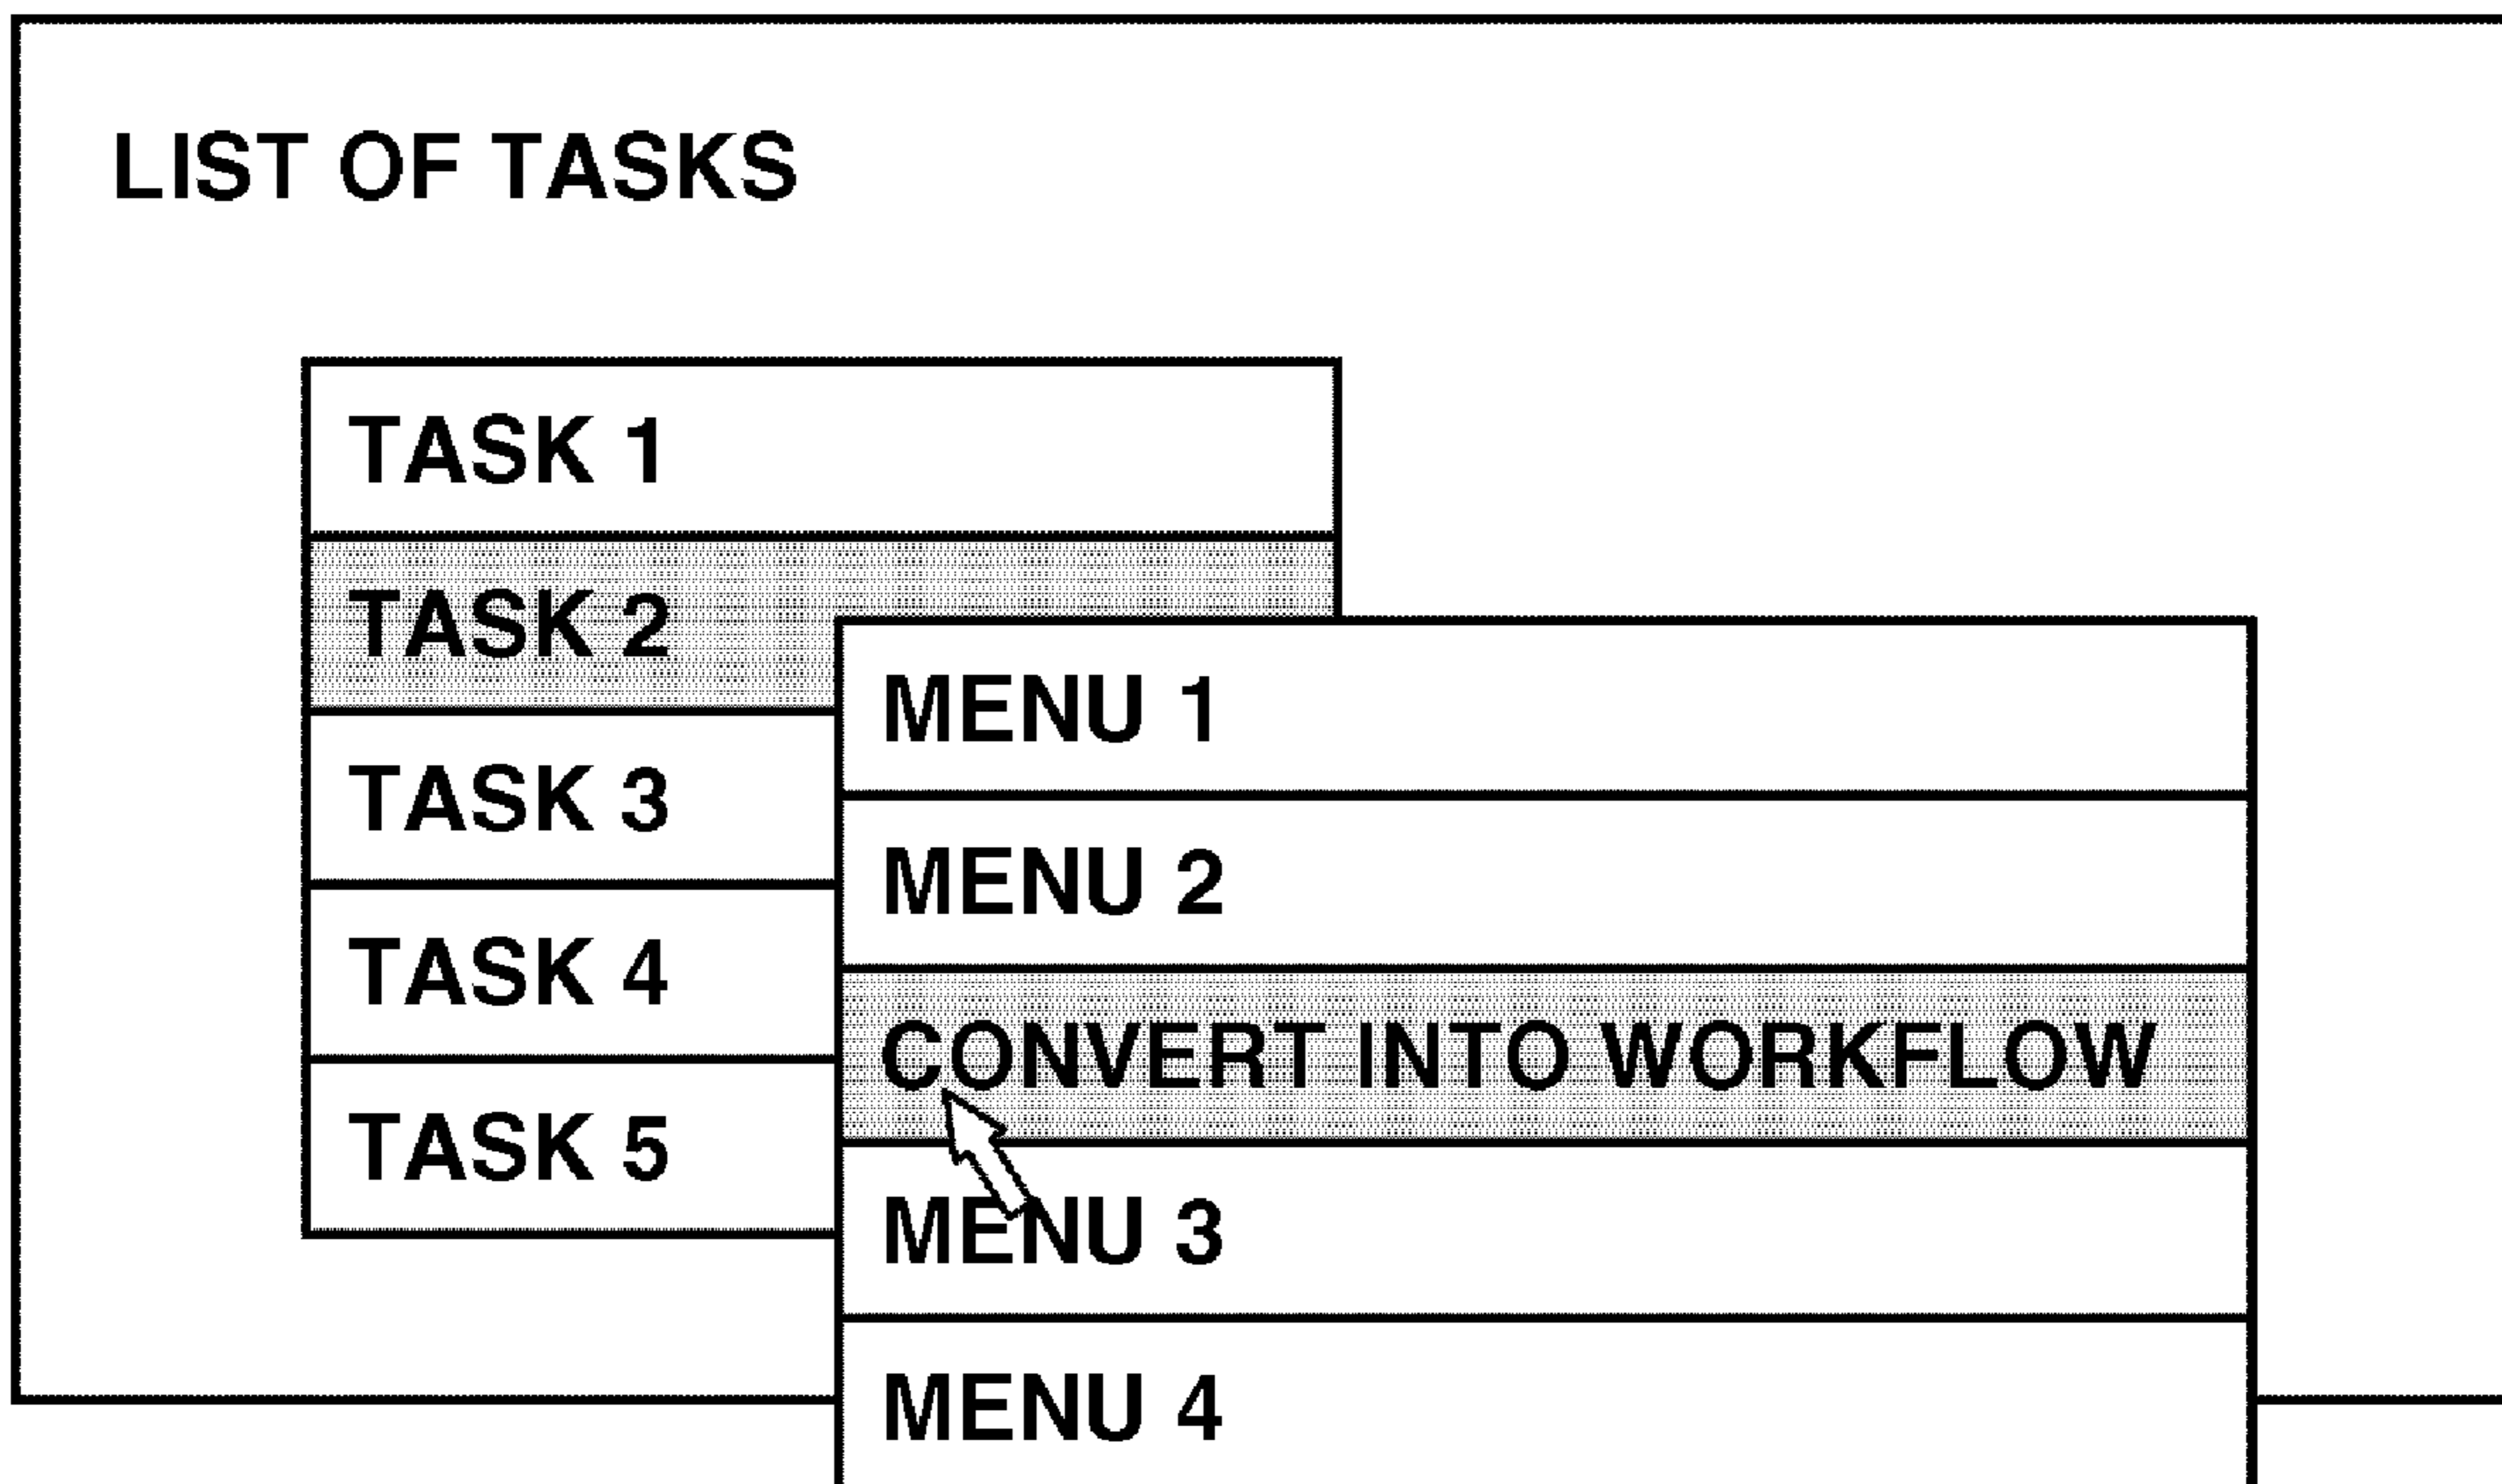 LIST OF TASKS
TASK 1
TASK 2
TASK 3
TASK 4
TASK 5
MENU 1
MENU 2
CONVERT INTO WORKFLOW
MENU 3
MENU 4